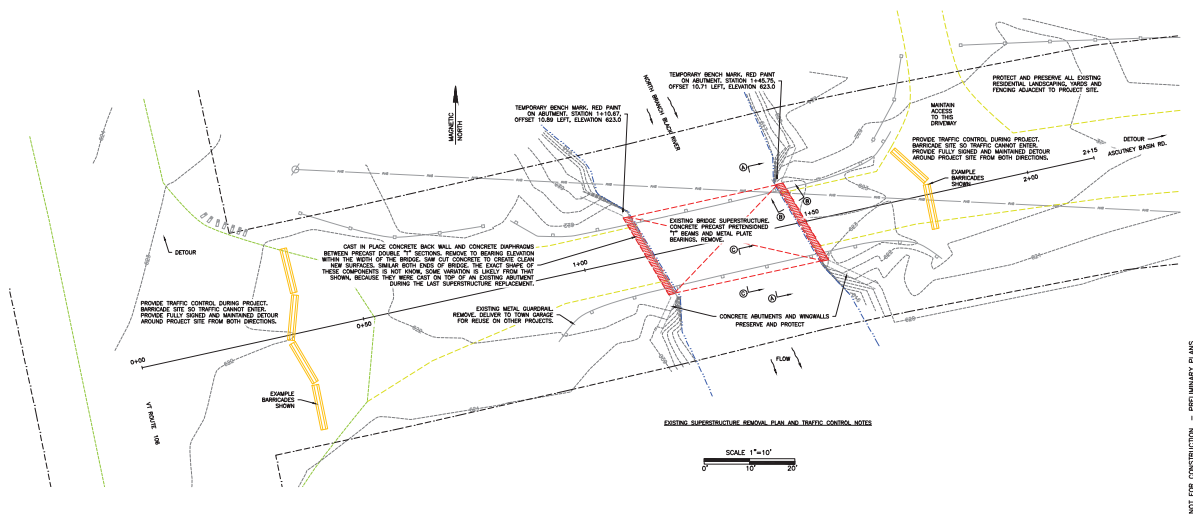 TEMPORARY BENCH MARK, RED PAINT
ON ABUTMENT. STATION 1+45.75,
OFFSET 10.71 LEFT, ELEVATION 623.0
TEMPORARY BENCH MARK, RED PAINT
ON ABUTMENT. STATION 1+10.87,
OFFSET 10.89 LEFT, ELEVATION 623.0
NORTH BRANCH BLACK RIVER
MAGNETIC
NORTH
PROTECT AND PRESERVE ALL EXISTING
RESIDENTIAL LANDSCAPING, YARDS AND
FENCING ADJACENT TO PROJECT SITE.
MAINTAIN
ACCESS
TO THIS
DRIVEWAY
PROVIDE TRAFFIC CONTROL DURING PROJECT.
BARRICADE SITE SO TRAFFIC CANNOT ENTER.
PROVIDE FULLY SIGNED AND MAINTAINED DETOUR
AROUND PROJECT SITE FROM BOTH DIRECTIONS.
DETOUR
ASCUTNEY BASIN RD.
2+15
2+00
EXAMPLE
BARRICADES
SHOWN
A
B
B
1+50
EXISTING BRIDGE SUPERSTRUCTURE.
CONCRETE PRECAST PRETENSIONED
"T" BEAMS AND METAL PLATE
BEARINGS. REMOVE.
C
C
A
CAST IN PLACE CONCRETE BACK WALL AND CONCRETE DIAPHRAGMS
BETWEEN PRECAST DOUBLE "T" SECTIONS. REMOVE TO BEARING ELEVATION
WITHIN THE WIDTH OF THE BRIDGE. SAW CUT CONCRETE TO CREATE CLEAN
NEW SURFACES. SIMILAR BOTH ENDS OF BRIDGE. THE EXACT SHAPE OF
THESE COMPONENTS IS NOT KNOWN, SOME VARIATION IS LIKELY FROM THAT
SHOWN, BECAUSE THEY WERE CAST ON TOP OF AN EXISTING ABUTMENT
DURING THE LAST SUPERSTRUCTURE REPLACEMENT.
1+00
DETOUR
PROVIDE TRAFFIC CONTROL DURING PROJECT.
BARRICADE SITE SO TRAFFIC CANNOT ENTER.
PROVIDE FULLY SIGNED AND MAINTAINED DETOUR
AROUND PROJECT SITE FROM BOTH DIRECTIONS.
0+50
0+00
EXISTING METAL GUARDRAIL
REMOVE. DELIVER TO TOWN GARAGE
FOR REUSE ON OTHER PROJECTS.
CONCRETE ABUTMENTS AND WINGWALLS
PRESERVE AND PROTECT
FLOW
EXAMPLE
BARRICADES
SHOWN
VT ROUTE 106
EXISTING SUPERSTRUCTURE REMOVAL PLAN AND TRAFFIC CONTROL NOTES
SCALE 1"=10'
0' 10' 20'
NOT FOR CONSTRUCTION - PRELIMINARY PLANS